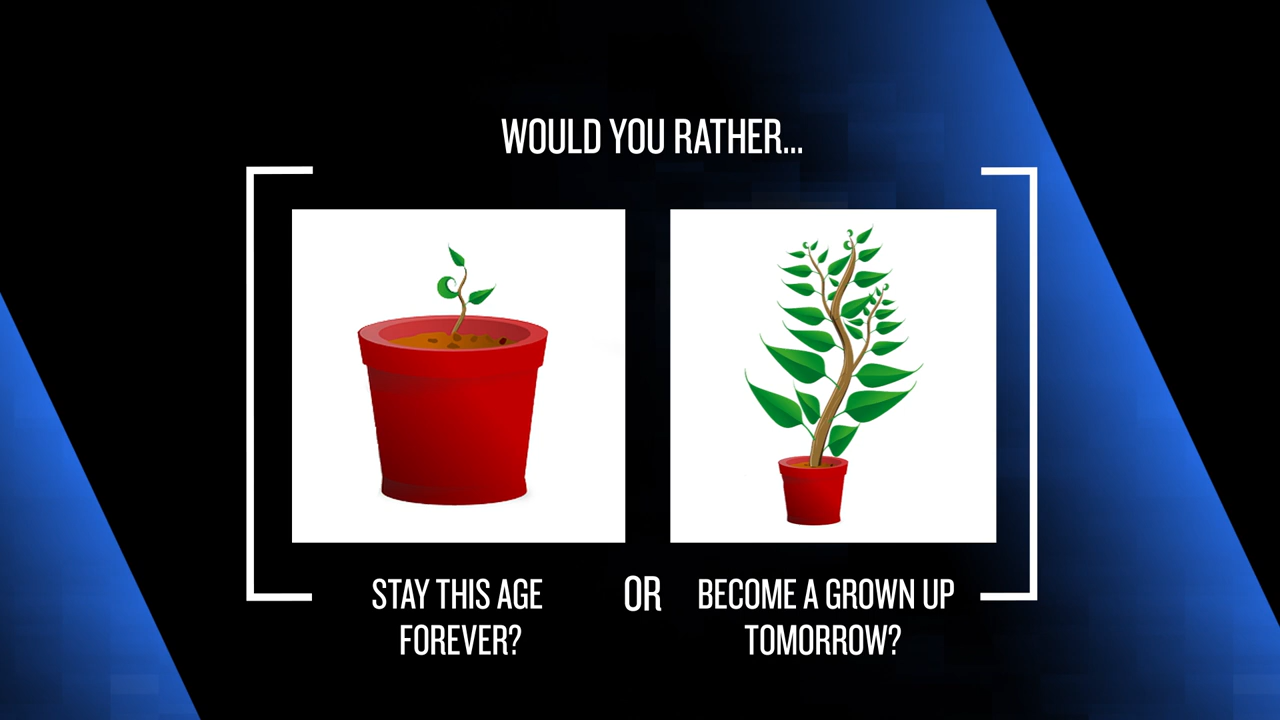 WOULD YOU RATHER...
STAY THIS AGE
FOREVER?
OR
BECOME A GROWN UP
TOMORROW?